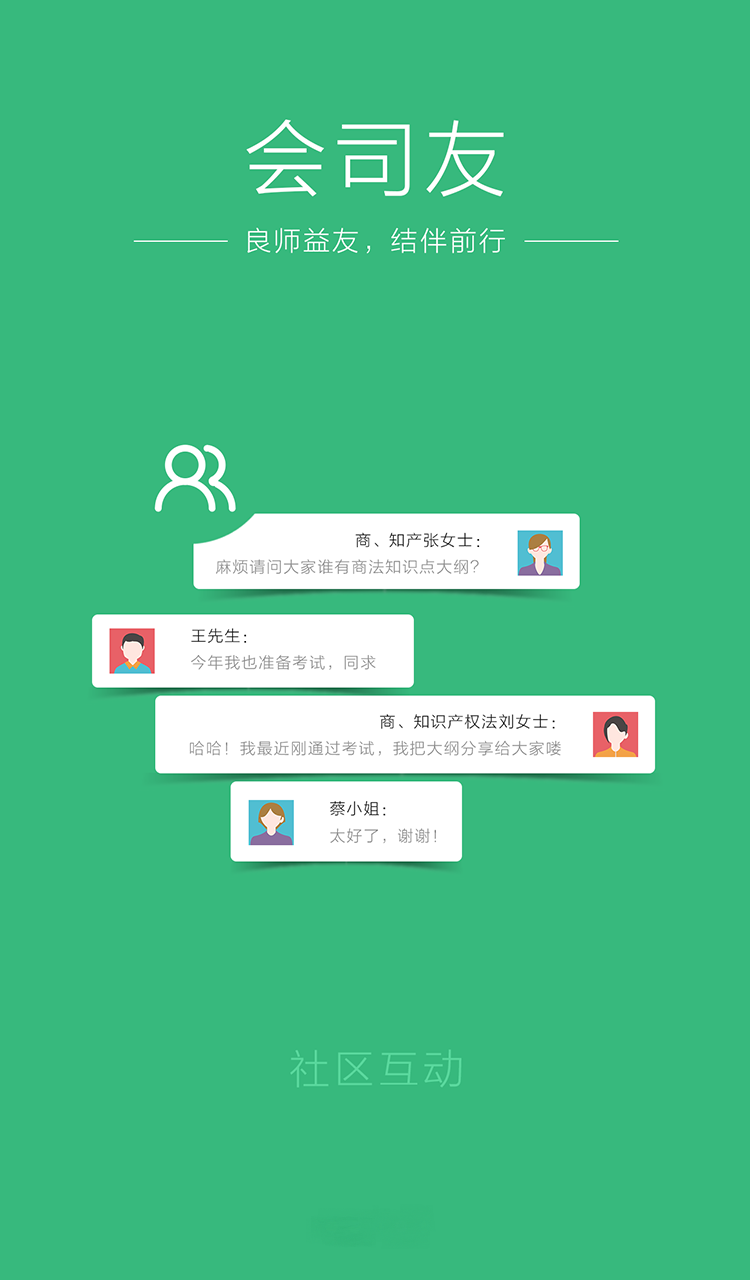 会司友
良师益友，结伴前行
商、知产张女士：
麻烦请问大家谁有商法知识点大纲？
王先生：
今年我也准备考试，同求
商、知识产权法刘女士：
哈哈！我最近刚通过考试，我把大纲分享给大家喽
蔡小姐：
太好了，谢谢！
社区互动